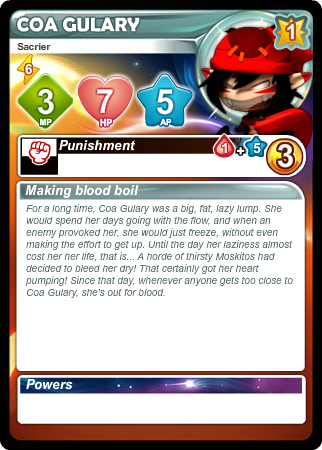 COA GULARY
1
Sacrier
6
3
MP
7
HP
5
AP
Punishment
1 + 5
3
Making blood boil
For a long time, Coa Gulary was a big, fat, lazy lump. She
would spend her days going with the flow, and when an
enemy provoked her, she would just freeze, without even
making the effort to get up. Until the day her laziness almost
cost her her life, that is... A horde of thirsty Moskitos had
decided to bleed her dry! That certainly got her heart
pumping! Since that day, whenever anyone gets too close to
Coa Gulary, she's out for blood.
Powers